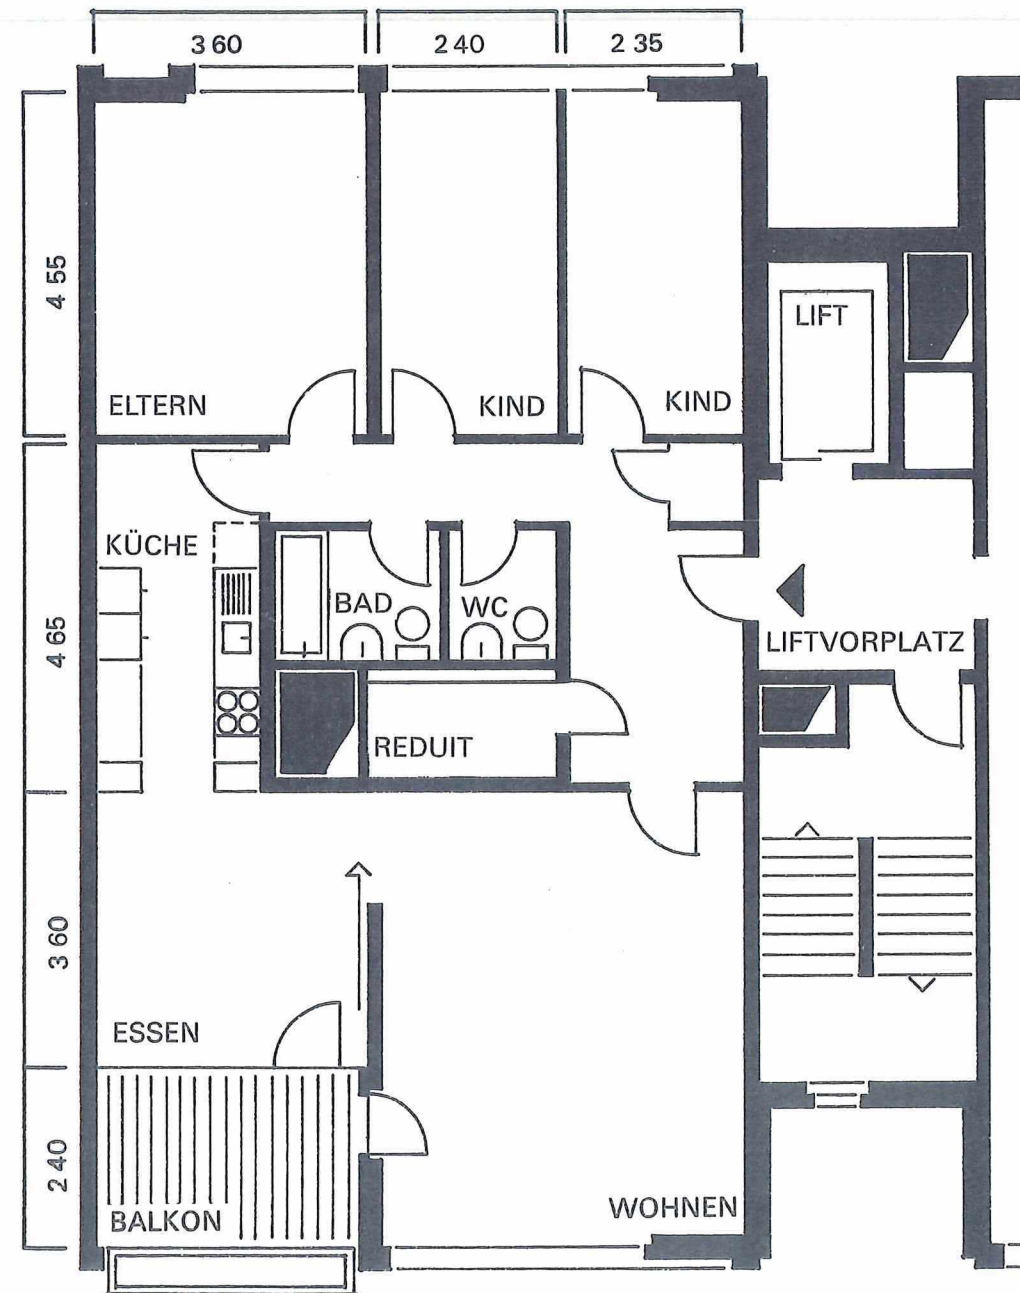 3 60
2 40
2 35
4 55
LIFT
ELTERN
KIND
KIND
KÜCHE
BAD
WC
4 65
LIFTVORPLATZ
REDUIT
3 60
ESSEN
2 40
WOHNEN
BALKON